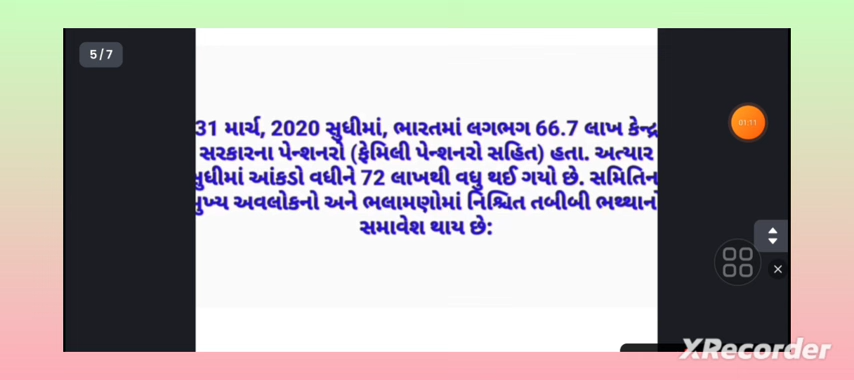 5/7
31 માર્ચ, 2020 સુધીમાં, ભારતમાં લગભગ 66.7 લાખ કેન્દ્ર
સરકારના પેન્શનરો (ફેમિલી પેન્શનરો સહિત) હતા. અત્યાર
સુધીમાં આંકડો વધીને 72 લાખથી વધુ થઈ ગયો છે. સમિતિન
મુખ્ય અવલોકનો અને ભલામણોમાં નિશ્ચિત તબીબી ભથ્થાનો
સમાવેશ થાય છે:
01:11
XRecorder